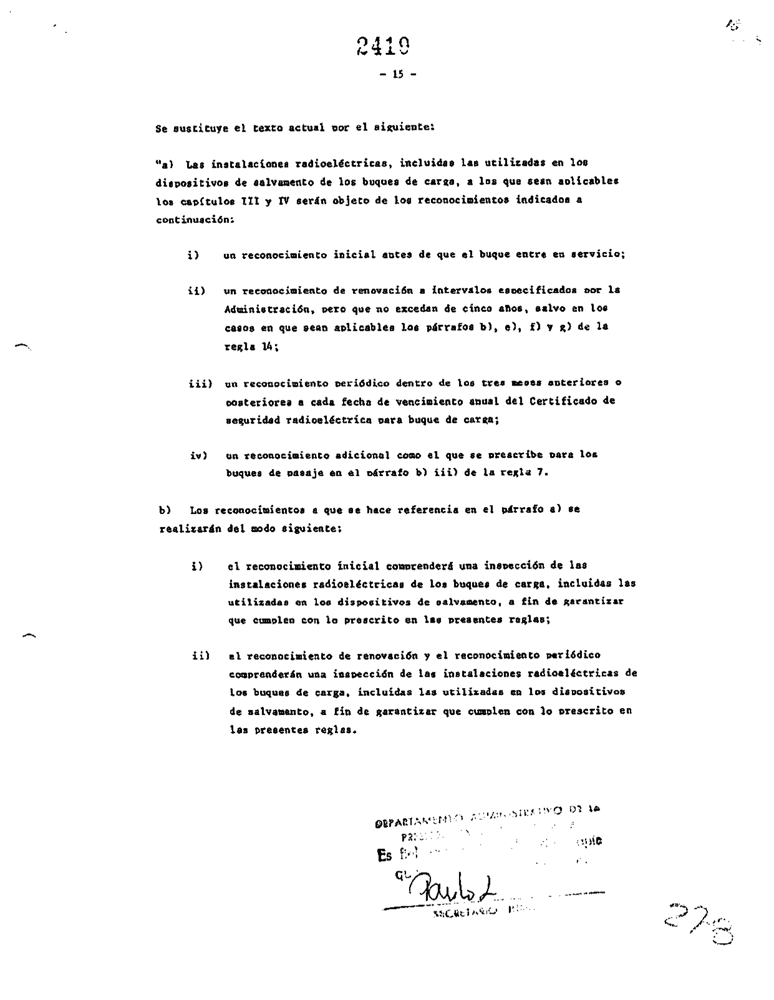 2419
- 15 -
Se sustituye el texto actual por el siguiente:
"a) Las instalaciones radioeléctricas, incluidas las utilizadas en los
dispositivos de salvamento de los buques de carga, a los que sean aplicables
los capítulos III y IV serán objeto de los reconocimientos indicados a
continuación:
i) un reconocimiento inicial antes de que el buque entre en servicio;
ii) un reconocimiento de renovación a intervalos especificados por la
Administración, pero que no excedan de cinco años, salvo en los
casos en que sean aplicables los párrafos b), e), f) y g) de la
regla 14;
iii) un reconocimiento periódico dentro de los tres meses anteriores o
posteriores a cada fecha de vencimiento anual del Certificado de
seguridad radioeléctrica para buque de carga;
iv) un reconocimiento adicional como el que se prescribe para los
buques de pasaje en el párrafo b) iii) de la regla 7.
b) Los reconocimientos a que se hace referencia en el párrafo a) se
realizarán del modo siguiente:
i) el reconocimiento inicial comprenderá una inspección de las
instalaciones radioeléctricas de los buques de carga, incluidas las
utilizadas en los dispositivos de salvamento, a fin de garantizar
que cumplen con lo prescrito en las presentes reglas;
ii) el reconocimiento de renovación y el reconocimiento periódico
comprenderán una inspección de las instalaciones radioeléctricas de
los buques de carga, incluidas las utilizadas en los dispositivos
de salvamento, a fin de garantizar que cumplen con lo prescrito en
las presentes reglas.
DEPARTAMENTO ADMINISTRATIVO DE LA
Es
SECRETARIO
278